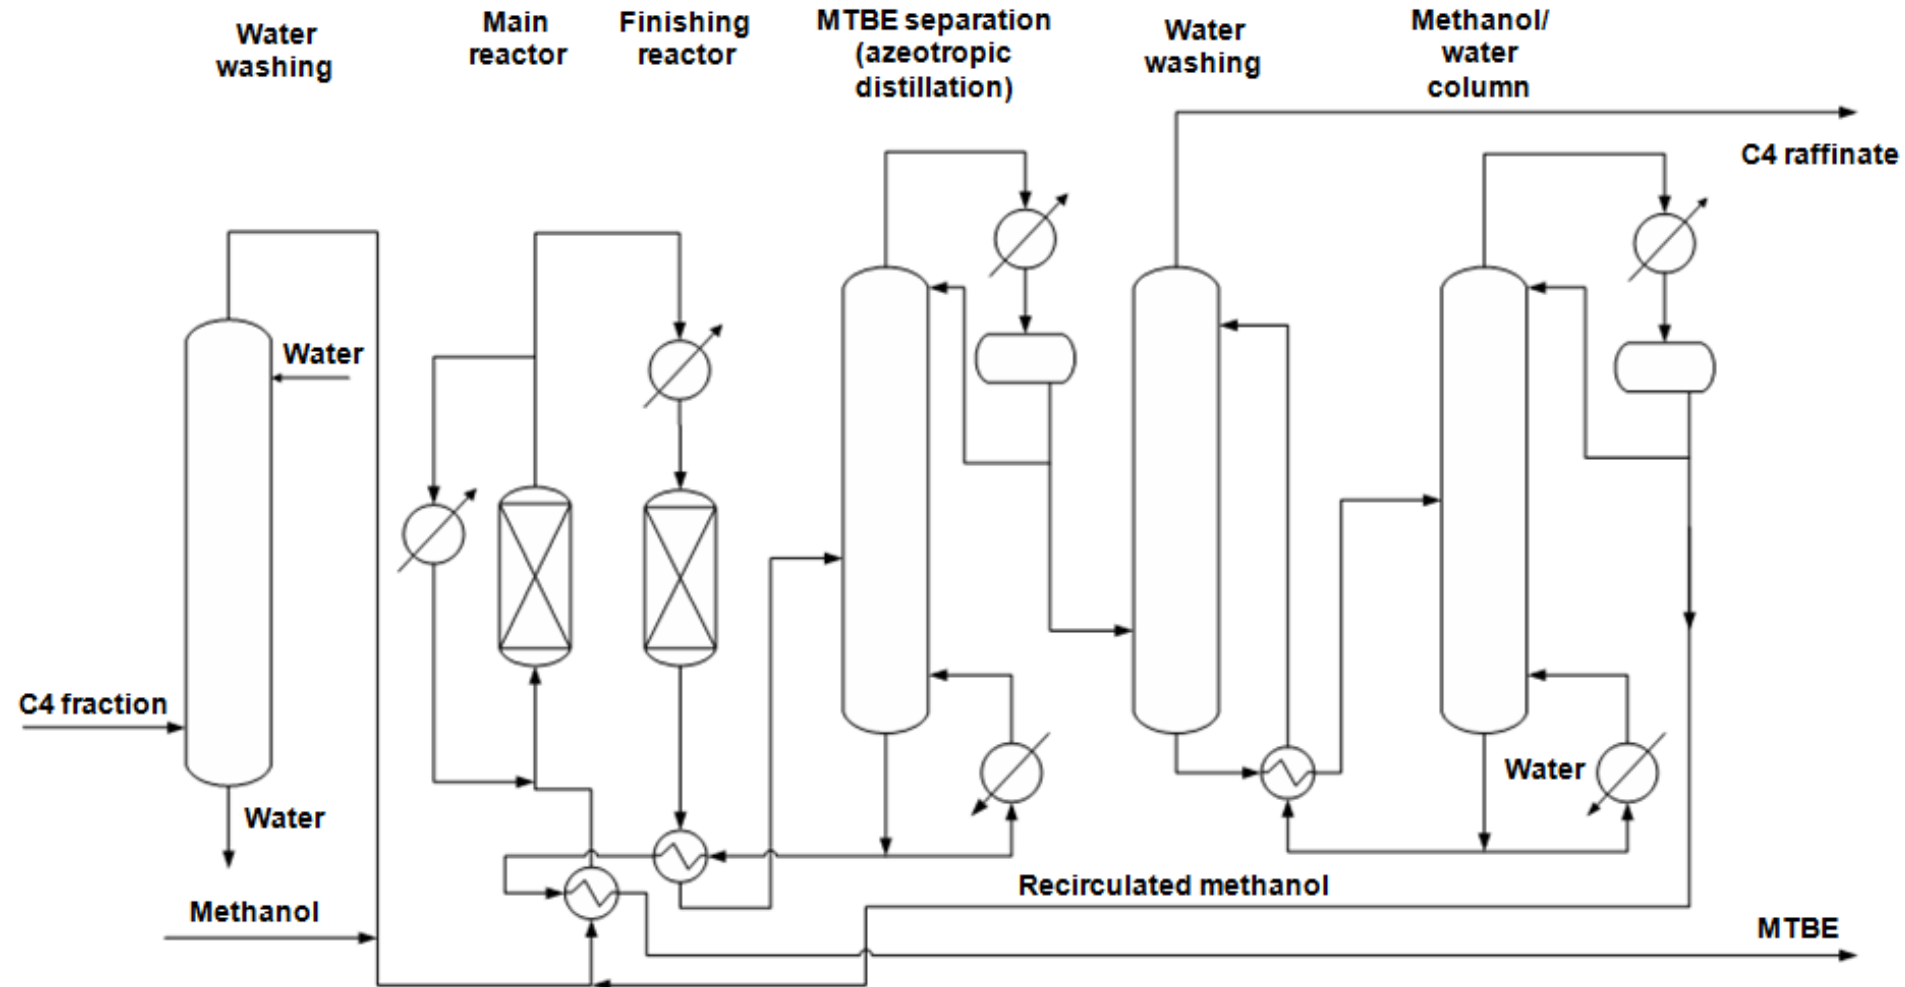 Water
washing
Main
reactor
Finishing
reactor
MTBE separation
(azeotropic
distillation)
Water
washing
Methanol/
water
column
C4 raffinate
Water
C4 fraction
Water
Water
Methanol
Recirculated methanol
MTBE